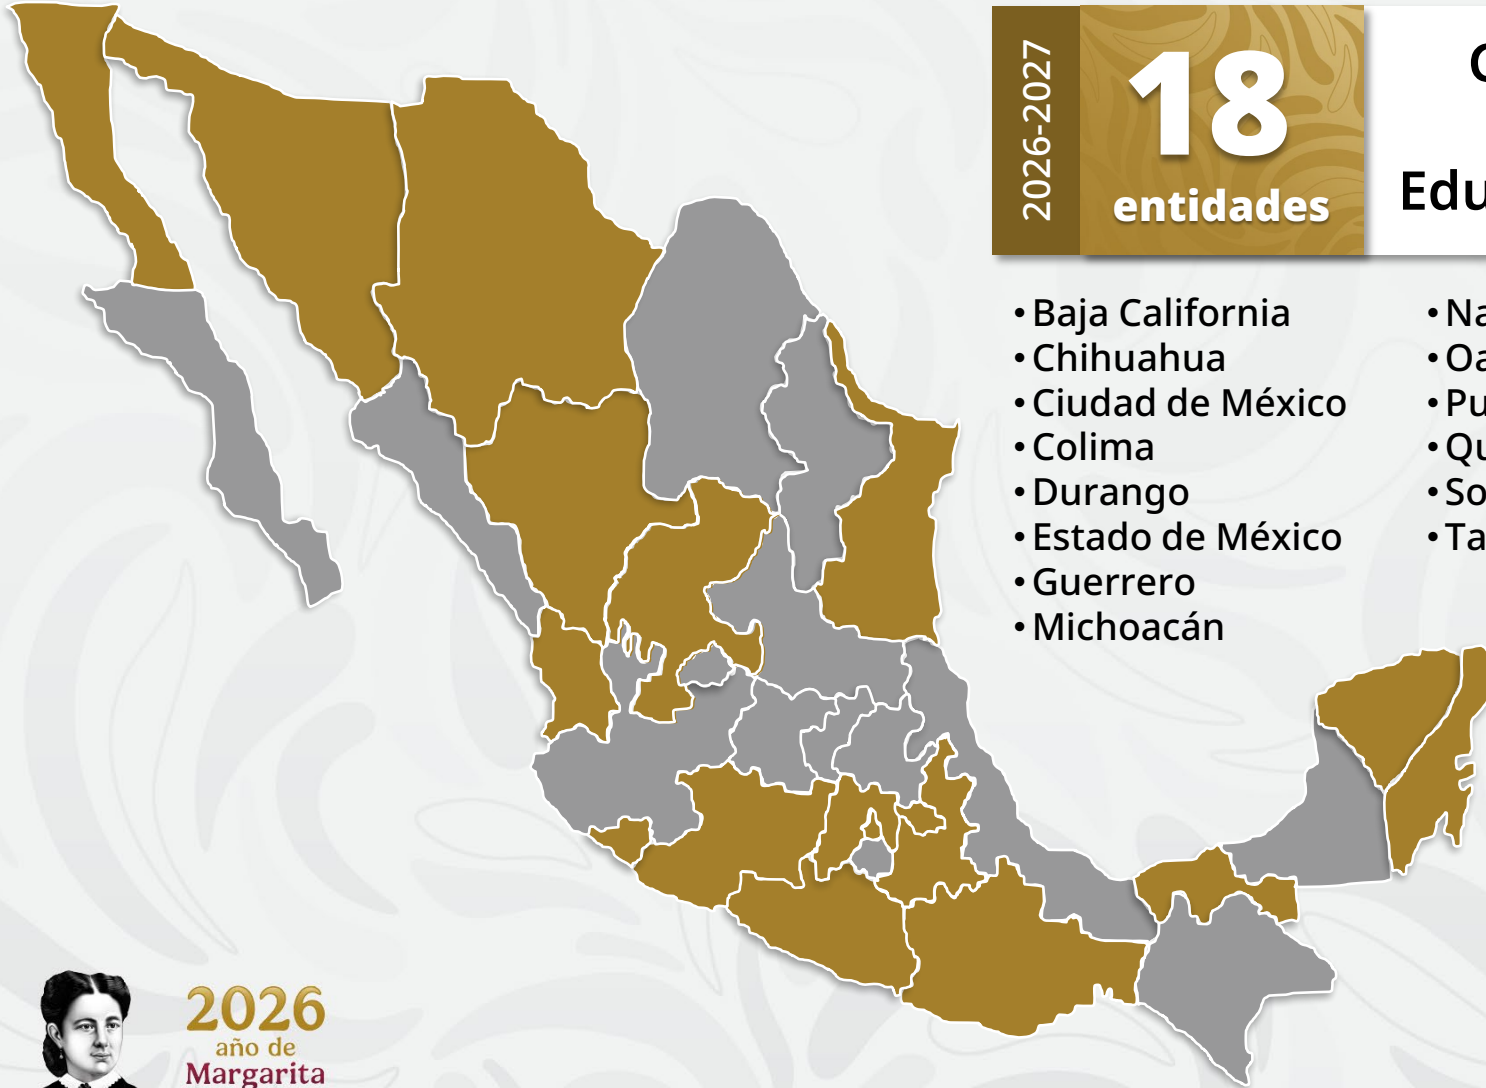 2026-2027
18
entidades
• Baja California
• Chihuahua
• Ciudad de México
• Colima
• Durango
• Estado de México
• Guerrero
• Michoacán
2026
año de
Margarita